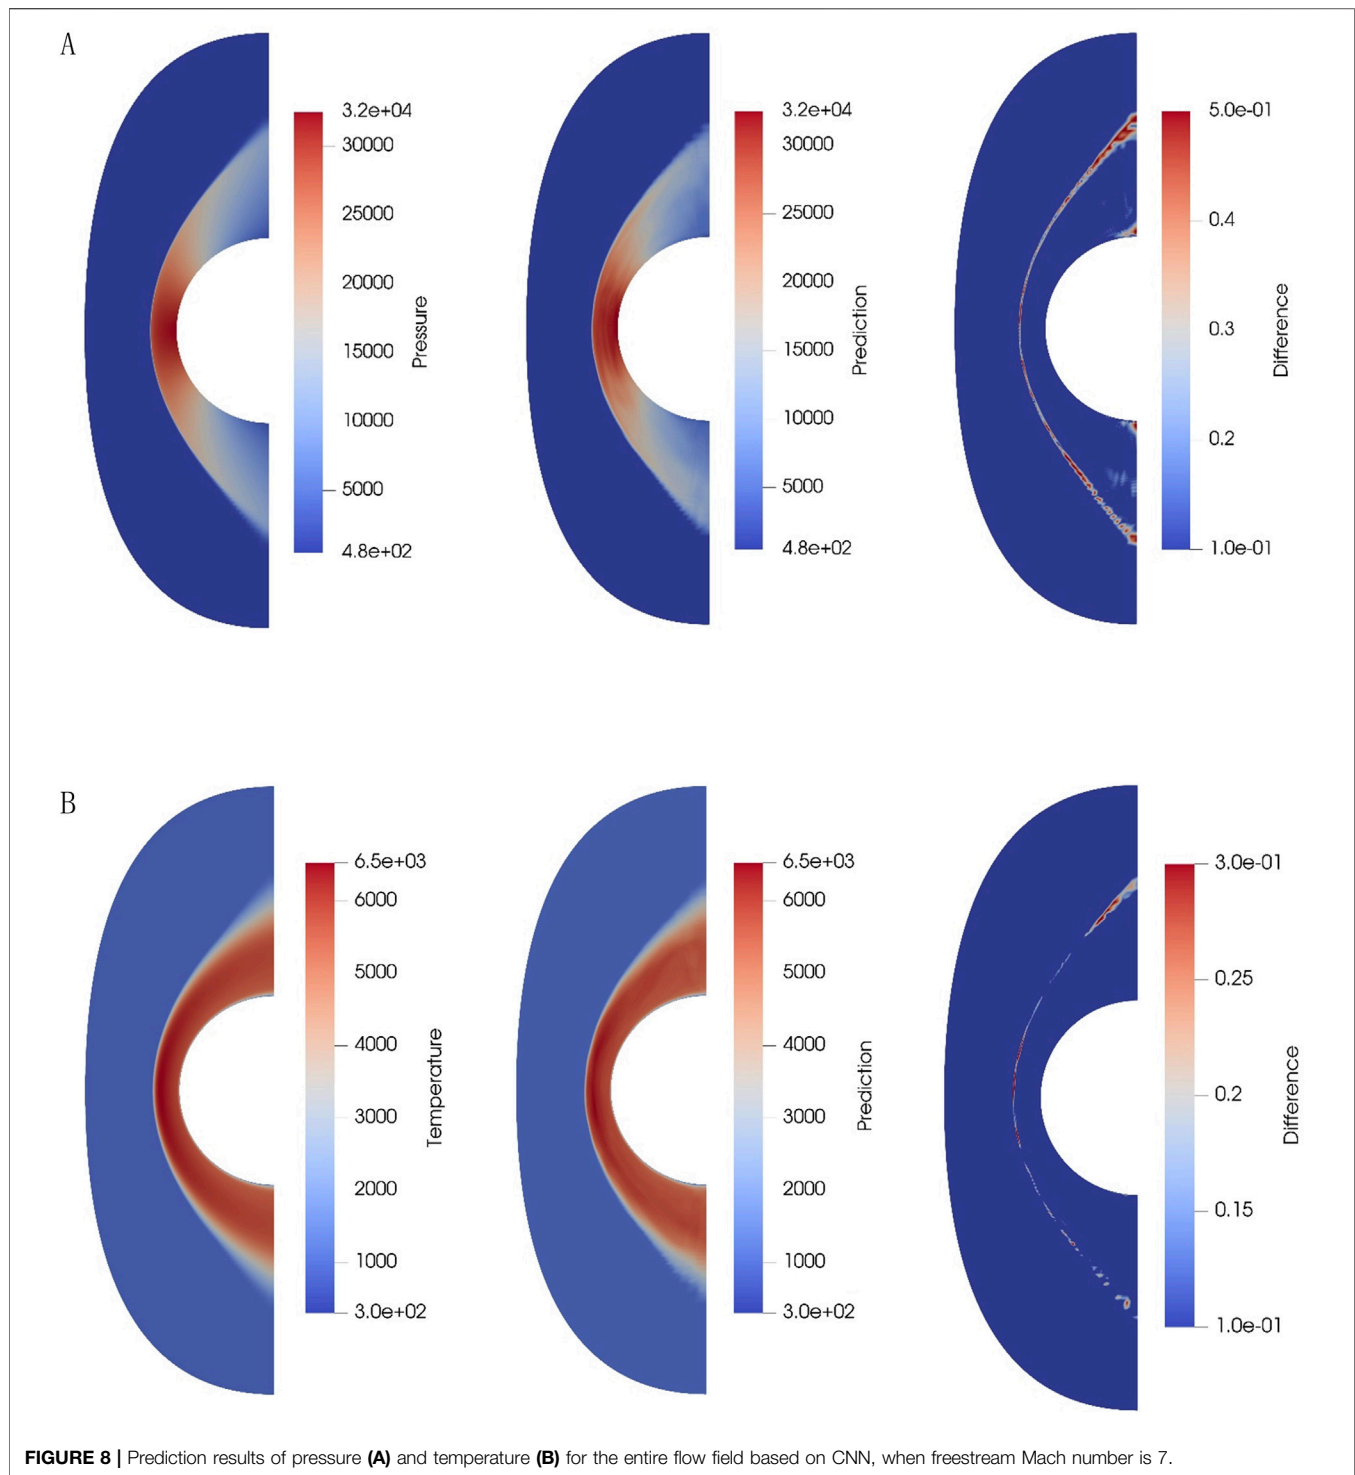 A
3.2e+04
30000
25000
20000
15000
10000
5000
4.8e+02
Pressure
3.2e+04
30000
25000
20000
15000
10000
5000
4.8e+02
Prediction
5.0e-01
0.4
0.3
0.2
1.0e-01
Difference
B
6.5e+03
6000
5000
4000
3000
2000
1000
3.0e+02
Temperature
6.5e+03
6000
5000
4000
3000
2000
1000
3.0e+02
Prediction
3.0e-01
0.25
0.2
0.15
1.0e-01
Difference
FIGURE 8 | Prediction results of pressure (A) and temperature (B) for the entire flow field based on CNN, when freestream Mach number is 7.